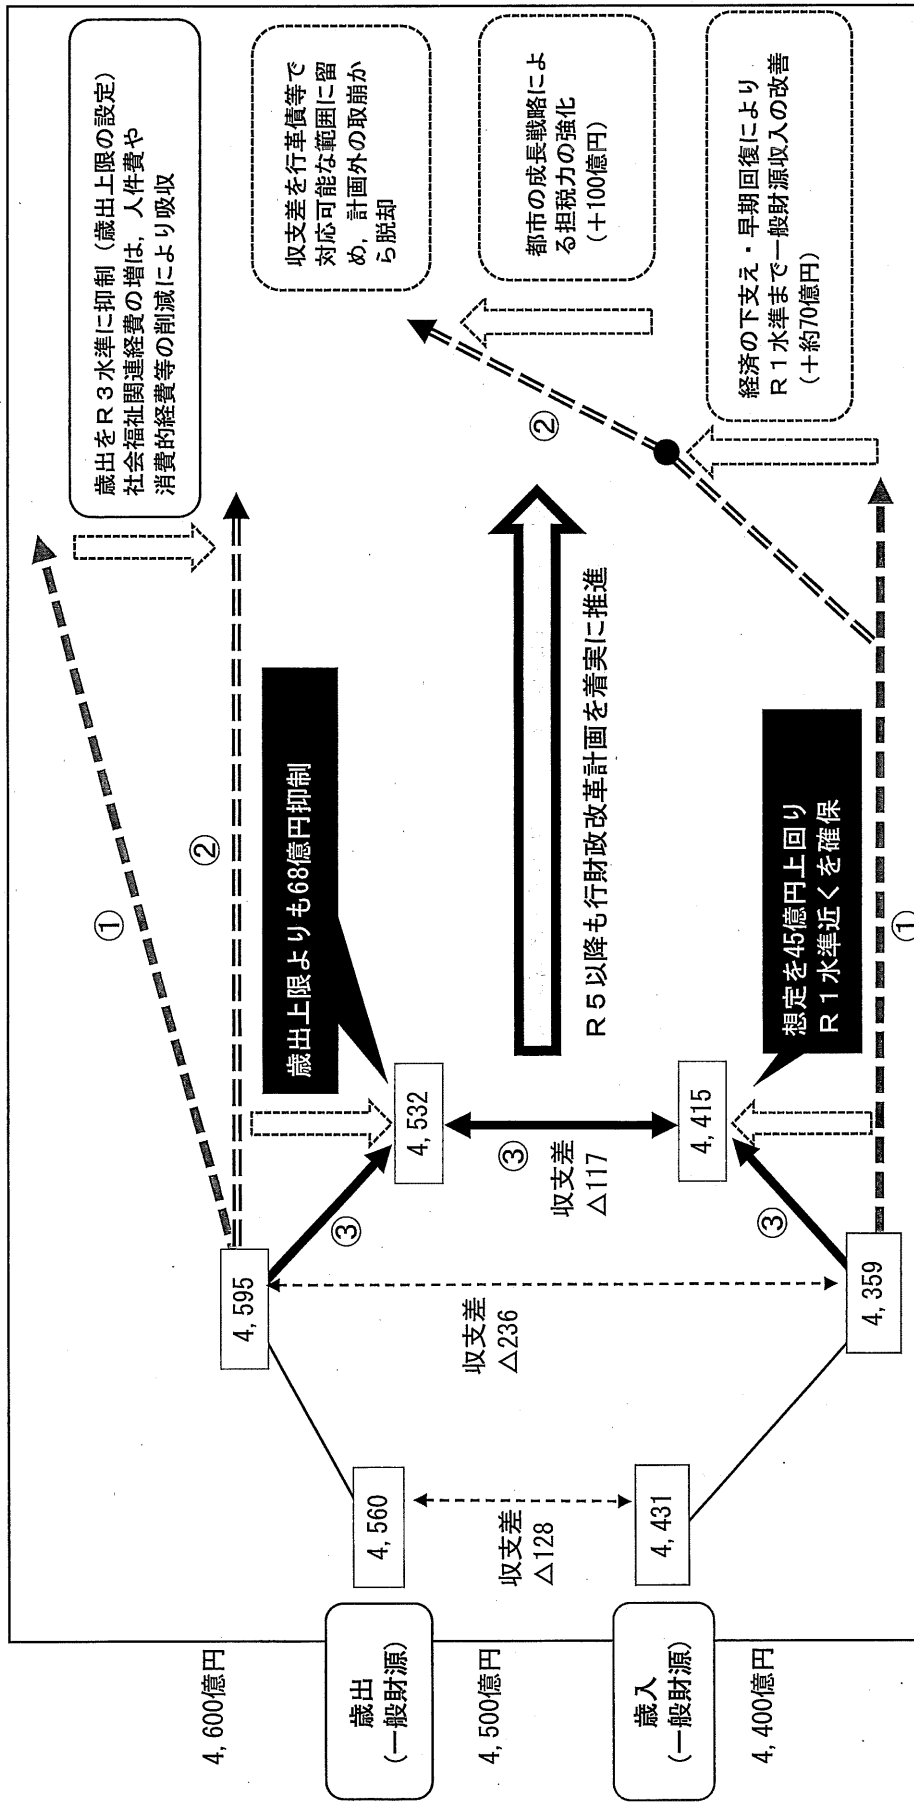 4,600億円
歳出
(一般財源)
4,500億円
歳入
(一般財源)
4,400億円
4,560
収支差
△128
4,431
4,595
収支差
△236
4,359
③
4,532
③
収支差
△117
4,415
③
歳出上限よりも68億円抑制
想定を45億円上回り
R1水準近くを確保
①
②
R5以降も行財政改革計画を着実に推進
①
②
歳出をR3水準に抑制(歳出上限の設定)
社会福祉関連経費の増は,人件費や
消費的経費等の削減により吸収
収支差を行革債等で
対応可能な範囲に留
め,計画外の取崩か
ら脱却
都市の成長戦略によ
る担税力の強化
(+100億円)
経済の下支え・早期回復により
R1水準まで一般財源収入の改善
(+約70億円)